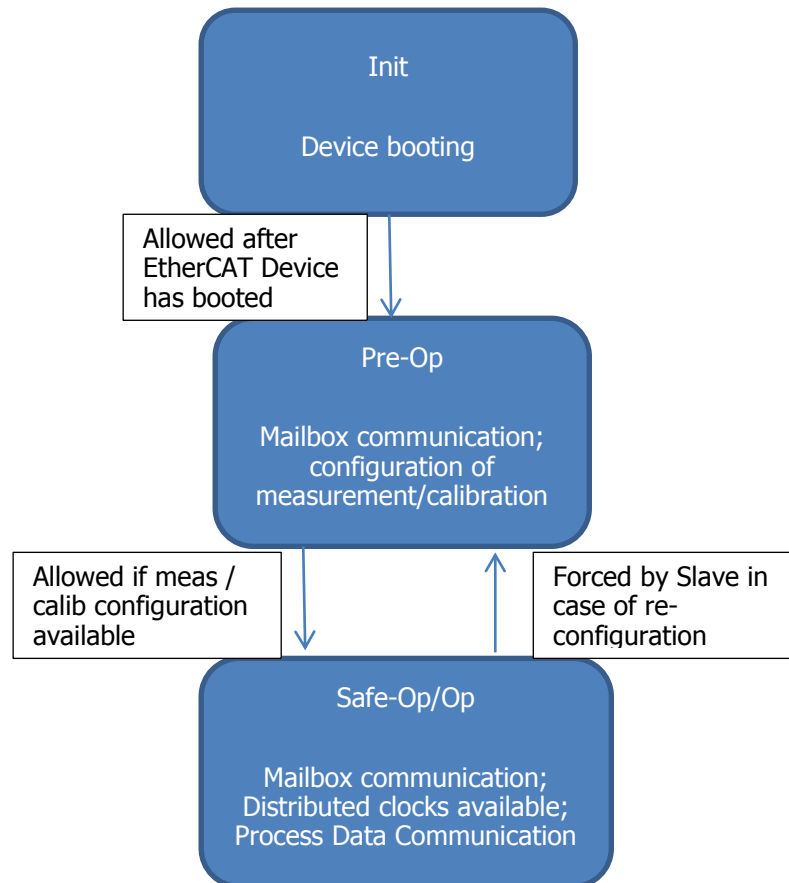 Init
Device booting
Allowed after
EtherCAT Device
has booted
Pre-Op
Mailbox communication;
configuration of
measurement/calibration
Allowed if meas /
calib configuration
available
Forced by Slave in
case of re-
configuration
Safe-Op/Op
Mailbox communication;
Distributed clocks available;
Process Data Communication